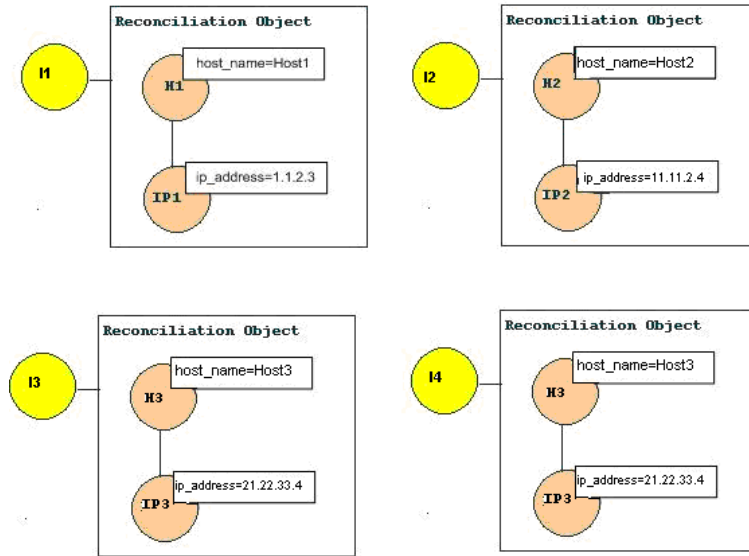 Reconciliation Object
I1
host_name=Host1
H1
ip_address=1.1.2.3
IP1
Reconciliation Object
I2
host_name=Host2
H2
ip_address=11.11.2.4
IP2
Reconciliation Object
I3
host_name=Host3
H3
ip_address=21.22.33.4
IP3
Reconciliation Object
I4
host_name=Host3
H3
ip_address=21.22.33.4
IP3